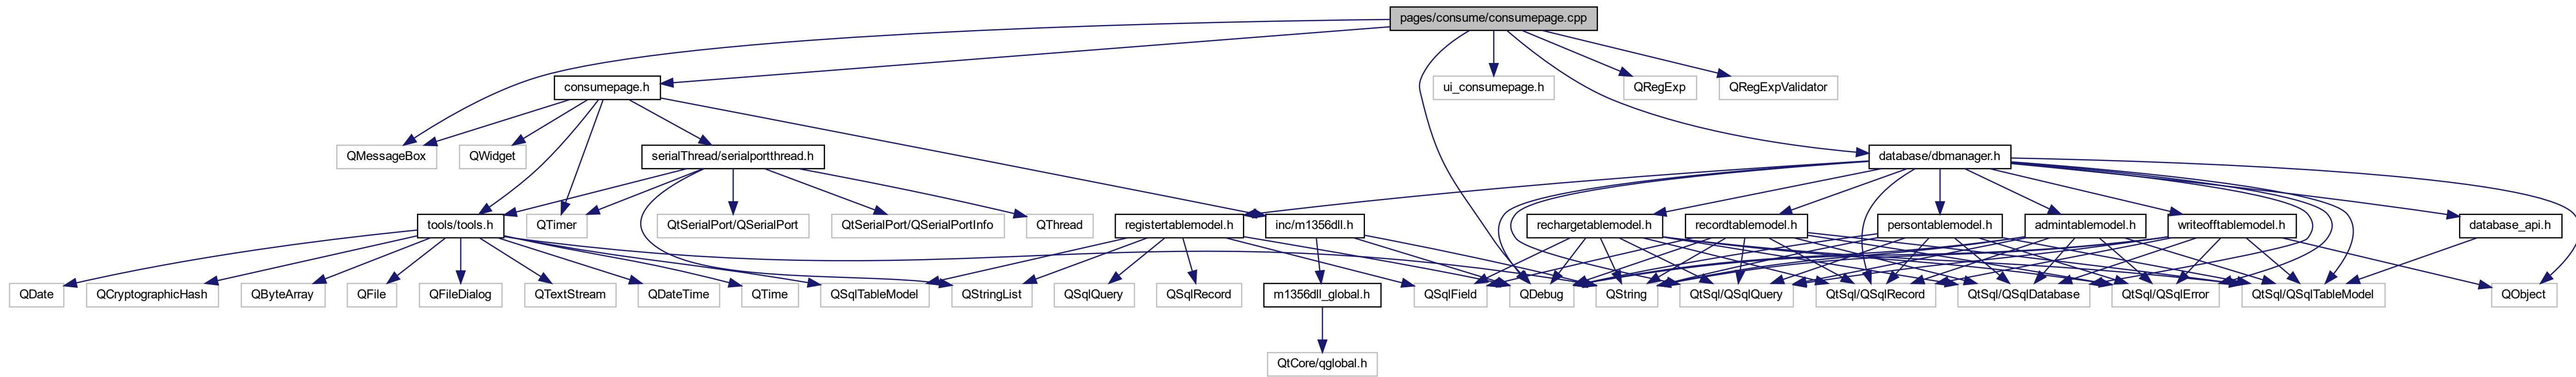 pages/consume/consumepage.cpp
consumepage.h
ui_consumepage.h
QRegExp
QRegExpValidator
QMessageBox
QWidget
serialThread/serialportthread.h
database/dbmanager.h
tools/tools.h
QTimer
QtSerialPort/QSerialPort
QtSerialPort/QSerialPortInfo
QThread
registertablemodel.h
inc/m1356dll.h
rechargetablemodel.h
recordtablemodel.h
persontablemodel.h
admintablemodel.h
writeofftablemodel.h
database_api.h
QDate
QCryptographicHash
QByteArray
QFile
QFileDialog
QTextStream
QDateTime
QTime
QSqlTableModel
QStringList
QSqlQuery
QSqlRecord
m1356dll_global.h
QSqlField
QDebug
QString
QtSql/QSqlQuery
QtSql/QSqlRecord
QtSql/QSqlDatabase
QtSql/QSqlError
QtSql/QSqlTableModel
QObject
QtCore/qglobal.h